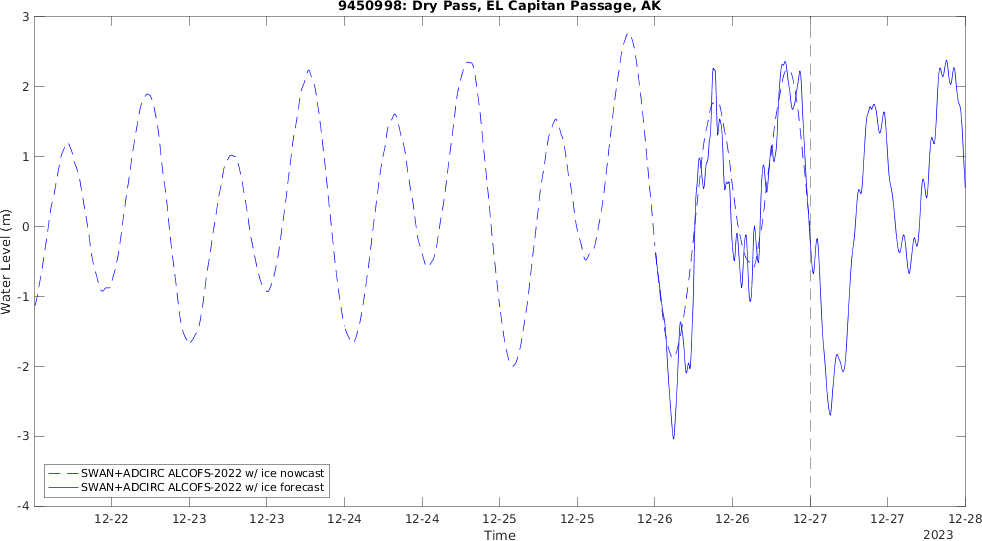 9450998: Dry Pass, EL Capitan Passage, AK
3
2
1
0
-1
-2
-3
-4
Water Level (m)
SWAN+ADCIRC ALCOFS-2022 w/ ice nowcast
SWAN+ADCIRC ALCOFS-2022 w/ ice forecast
12-22 12-23 12-23 12-24 12-24 12-25 12-25 12-26 12-26 12-27 12-27 12-28
Time
2023